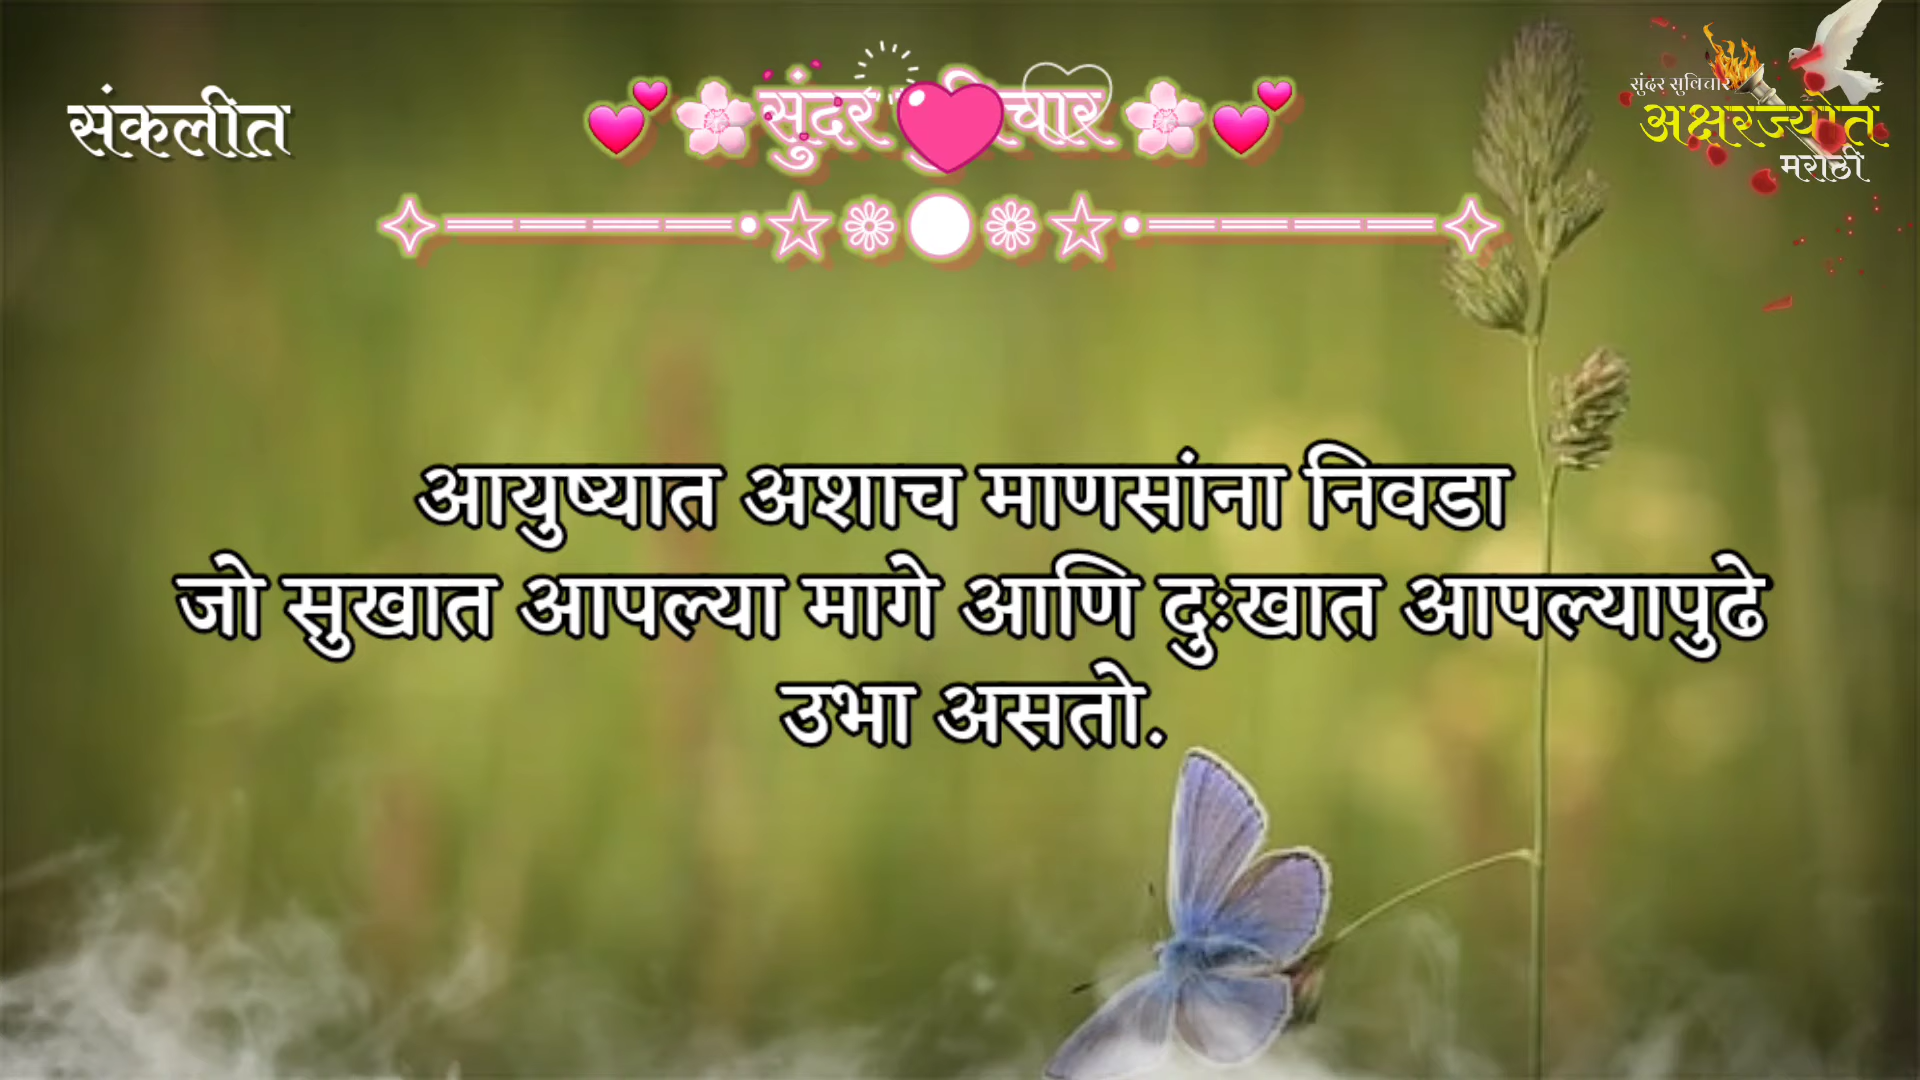 संकलीत
सुंदर
सुंदर सुविचार
अक्षरज्योत
मराठी
आयुष्यात अशाच माणसांना निवडा
जो सुखात आपल्या मागे आणि दुःखात आपल्यापुढे
उभा असतो.